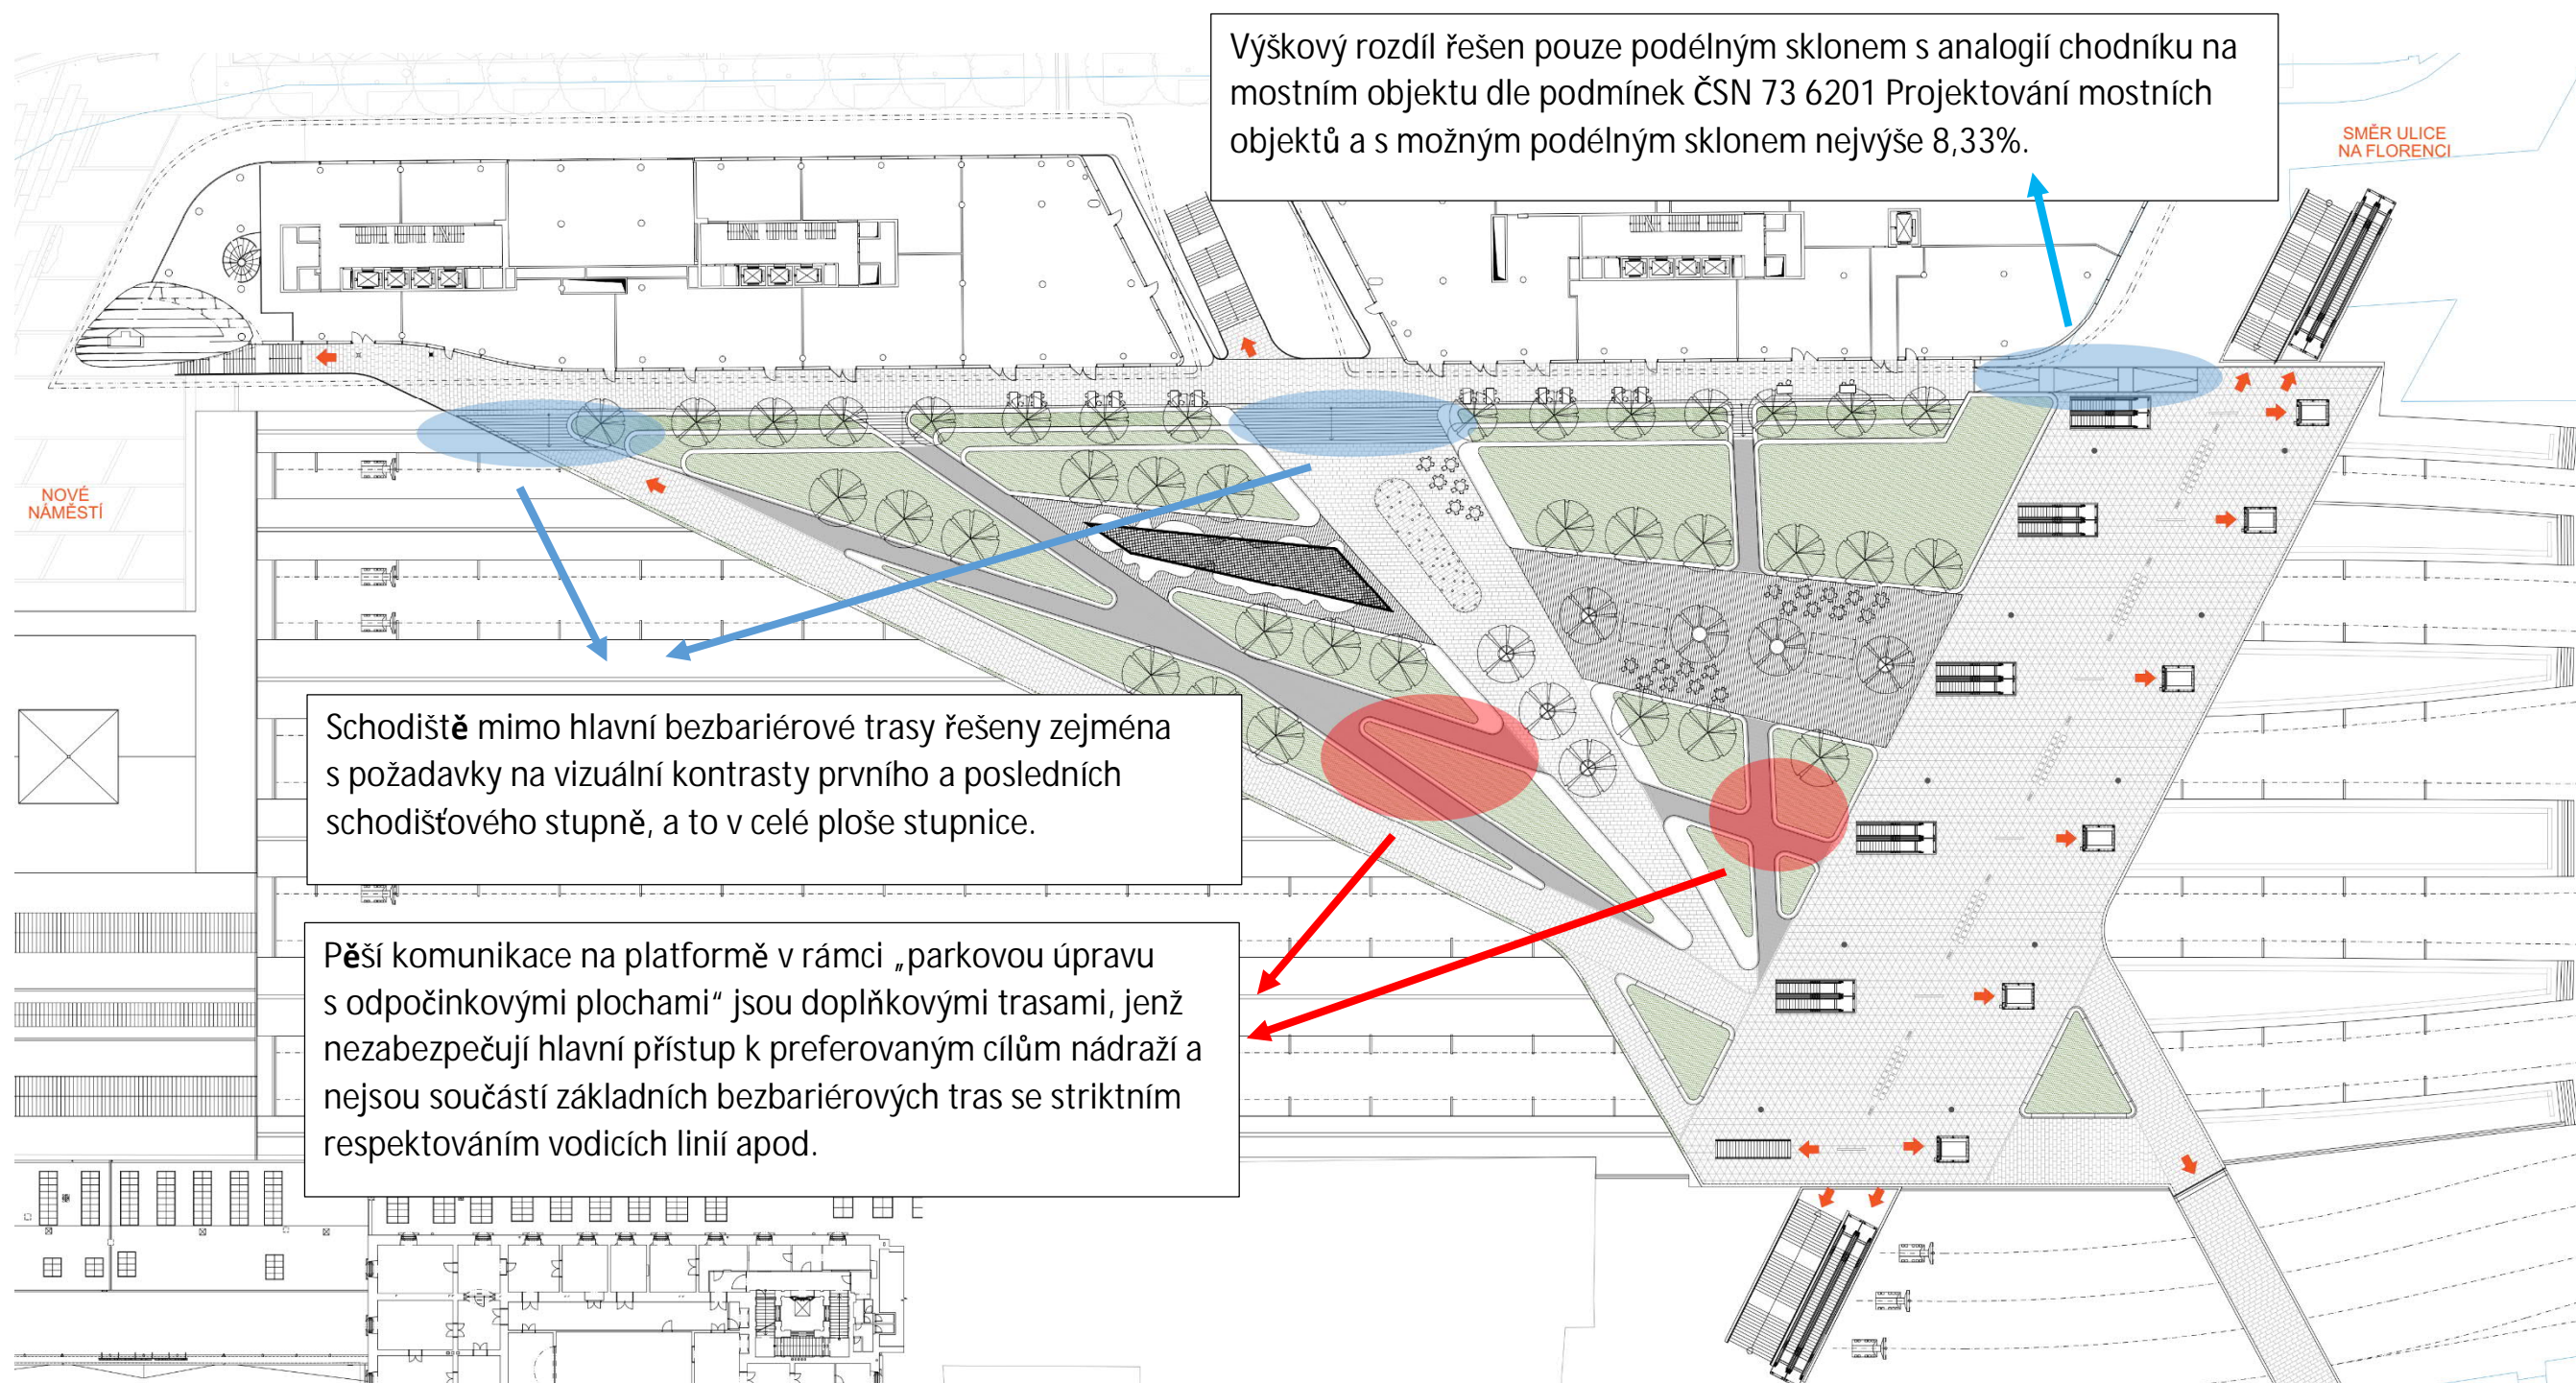 Výškový rozdíl řešen pouze podélným sklonem s analogií chodníku na
mostním objektu dle podmínek ČSN 73 6201 Projektování mostních
objektů a s možným podélným sklonem nejvýše 8,33%.
SMĚR ULICE
NA FLORENCI
NOVÉ
NÁMĚSTÍ
Schodiště mimo hlavní bezbariérové trasy řešeny zejména
s požadavky na vizuální kontrasty prvního a posledních
schodišťového stupně, a to v celé ploše stupnice.
Pěší komunikace na platformě v rámci „parkovou úpravu
s odpočinkovými plochami“ jsou doplňkovými trasami, jenž
nezabezpečují hlavní přístup k preferovaným cílům nádraží a
nejsou součástí základních bezbariérových tras se striktním
respektováním vodicích linií apod.